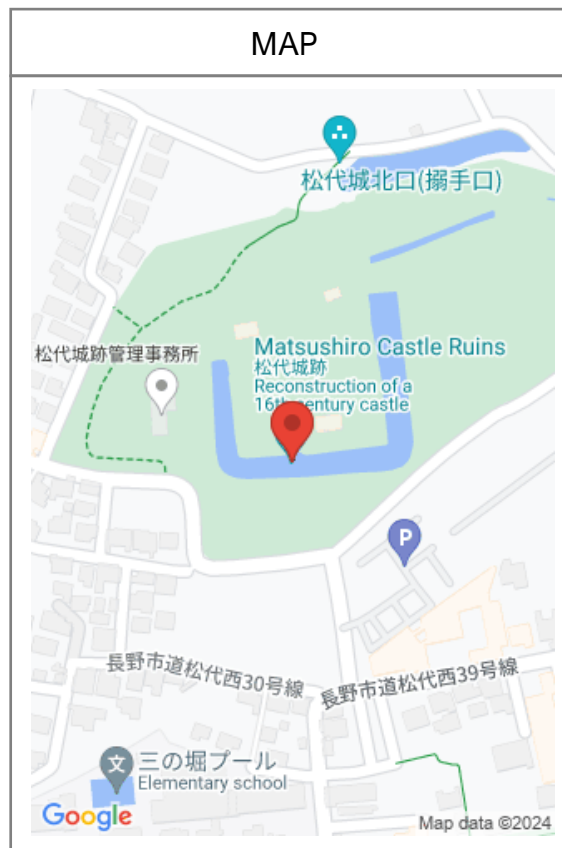 MAP
松代城北口(搦手口)
松代城跡管理事務所
Matsushiro Castle Ruins
松代城跡
Reconstruction of a
16th century castle
P
長野市道松代西30号線
長野市道松代西39号線
文
三の堀プール
Elementary school
Google
Map data ©2024